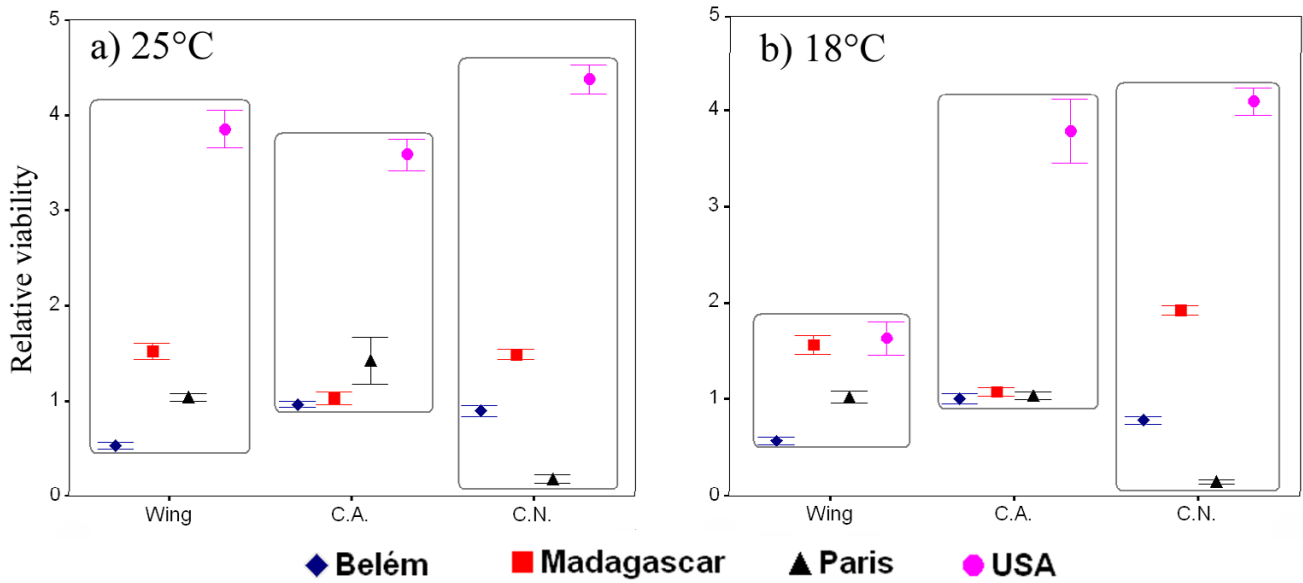 a) 25°C
Relative viability
5
4
3
2
1
0
Wing C.A. C.N.
b) 18°C
5
4
3
2
1
0
Wing C.A. C.N.
Belém Madagascar Paris USA